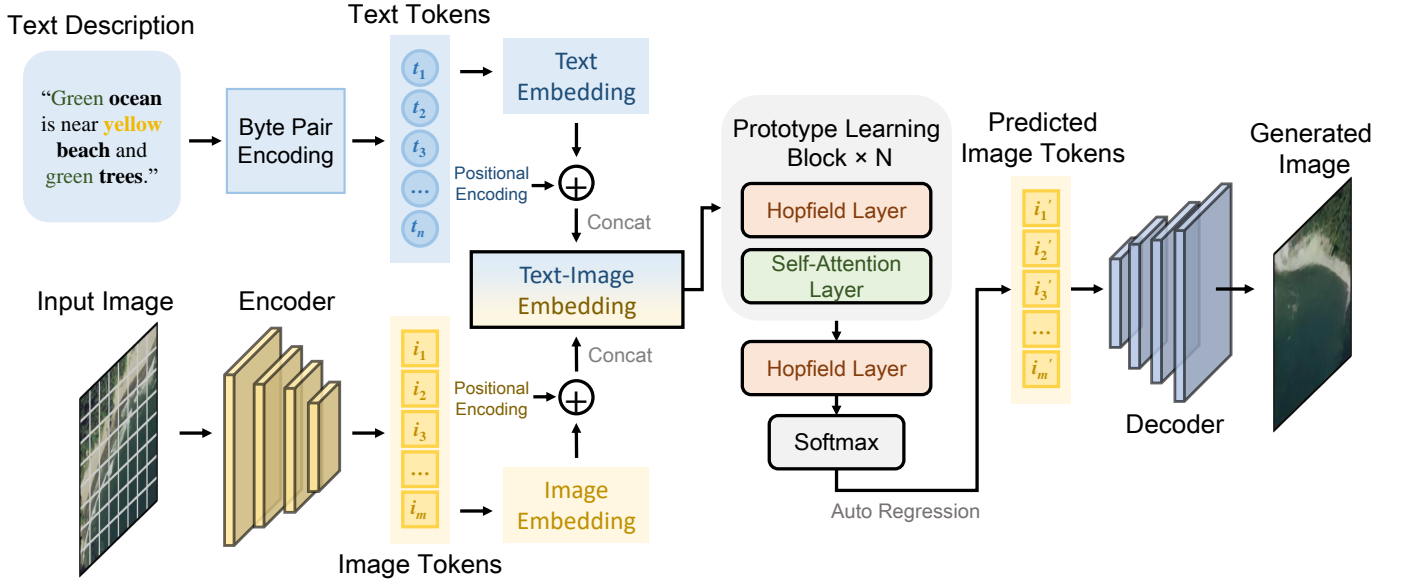 Text Description
“Green ocean
is near yellow
beach and
green trees.”
Byte Pair
Encoding
Text Tokens
t1
t2
t3
...
tn
Text
Embedding
Positional
Encoding
Concat
Text-Image
Embedding
Input Image
Encoder
i1
i2
i3
...
im
Image Tokens
Concat
Positional
Encoding
Image
Embedding
Prototype Learning
Block × N
Hopfield Layer
Self-Attention
Layer
Hopfield Layer
Softmax
Auto Regression
Predicted
Image Tokens
i1'
i2'
i3'
...
im'
Decoder
Generated
Image